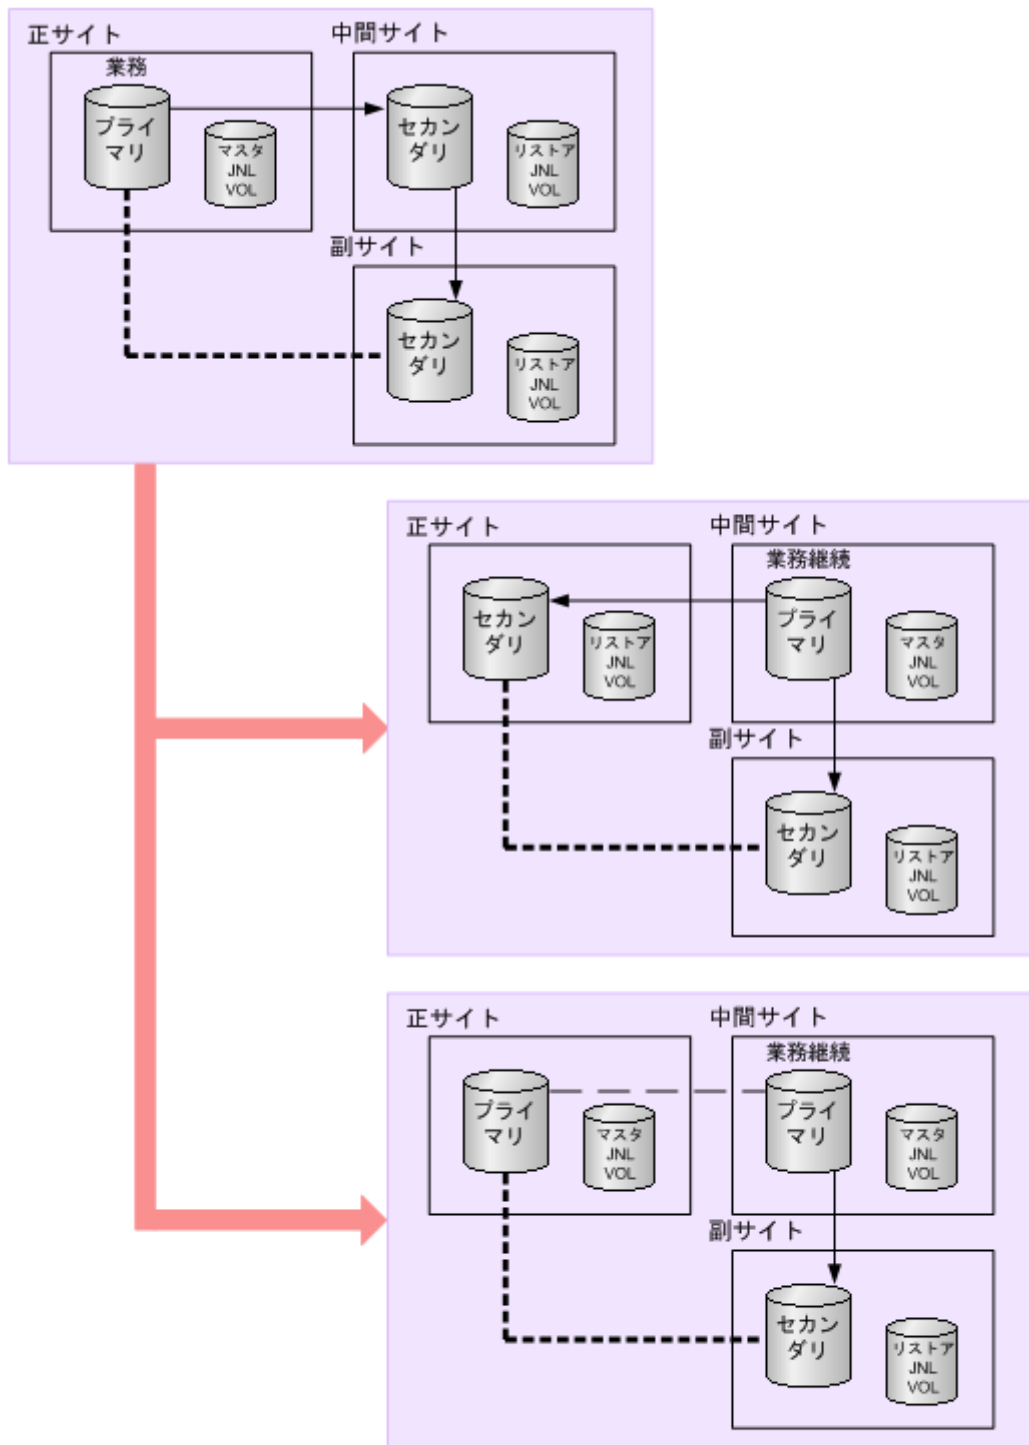 正サイト
中間サイト
業務
プライ
マリ
マスタ
JNL
VOL
セカン
ダリ
リストア
JNL
VOL
副サイト
セカン
ダリ
リストア
JNL
VOL
正サイト
中間サイト
業務継続
セカン
ダリ
リストア
JNL
VOL
プライ
マリ
マスタ
JNL
VOL
副サイト
セカン
ダリ
リストア
JNL
VOL
正サイト
中間サイト
業務継続
プライ
マリ
マスタ
JNL
VOL
プライ
マリ
マスタ
JNL
VOL
副サイト
セカン
ダリ
リストア
JNL
VOL